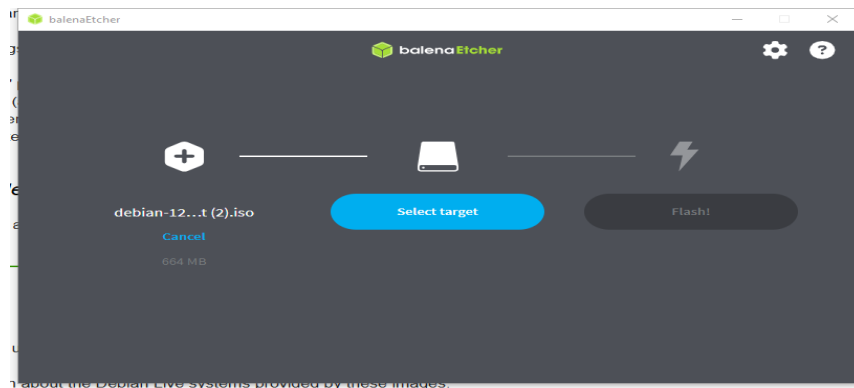 balenaEtcher
balenaEtcher
debian-12...t (2).iso
Select target
Flash!
Cancel
664 MB
about the Debian Live systems provided by these images.